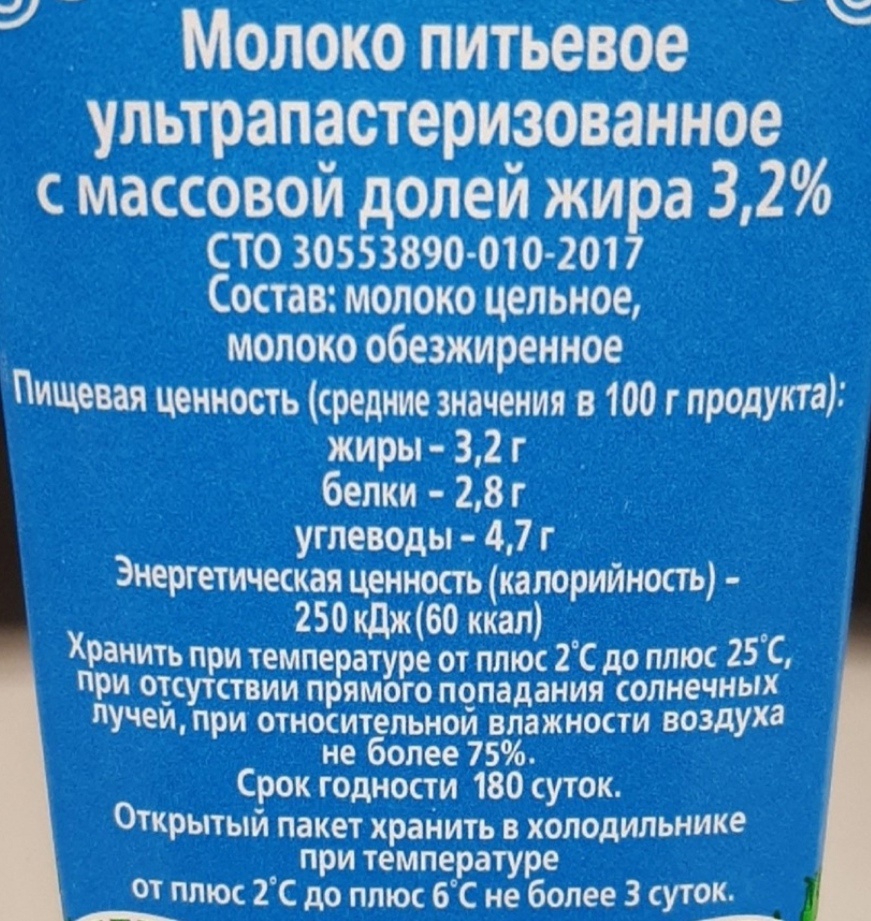 Молоко питьевое
ультрапастеризованное
с массовой долей жира 3,2%
СТО 30553890-010-2017
Состав: молоко цельное,
молоко обезжиренное
Пищевая ценность (средние значения в 100 г продукта):
жиры – 3,2 г
белки – 2,8 г
углеводы – 4,7 г
Энергетическая ценность (калорийность) –
250 кДж (60 ккал)
Хранить при температуре от плюс 2°С до плюс 25°С,
при отсутствии прямого попадания солнечных
лучей, при относительной влажности воздуха
не более 75%.
Срок годности 180 суток.
Открытый пакет хранить в холодильнике
при температуре
от плюс 2°С до плюс 6°С не более 3 суток.